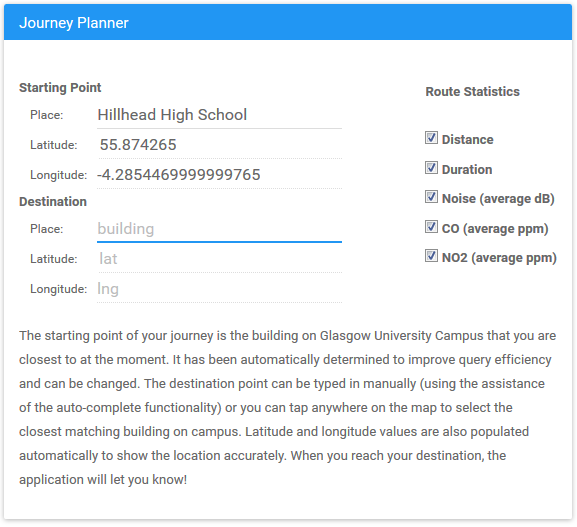 Journey Planner
Starting Point
Place: Hillhead High School
Latitude: 55.874265
Longitude: -4.2854469999999765
Destination
Place: building
Latitude: lat
Longitude: lng
Route Statistics
Distance
Duration
Noise (average dB)
CO (average ppm)
NO2 (average ppm)
The starting point of your journey is the building on Glasgow University Campus that you are
closest to at the moment. It has been automatically determined to improve query efficiency
and can be changed. The destination point can be typed in manually (using the assistance
of the auto-complete functionality) or you can tap anywhere on the map to select the
closest matching building on campus. Latitude and longitude values are also populated
automatically to show the location accurately. When you reach your destination, the
application will let you know!